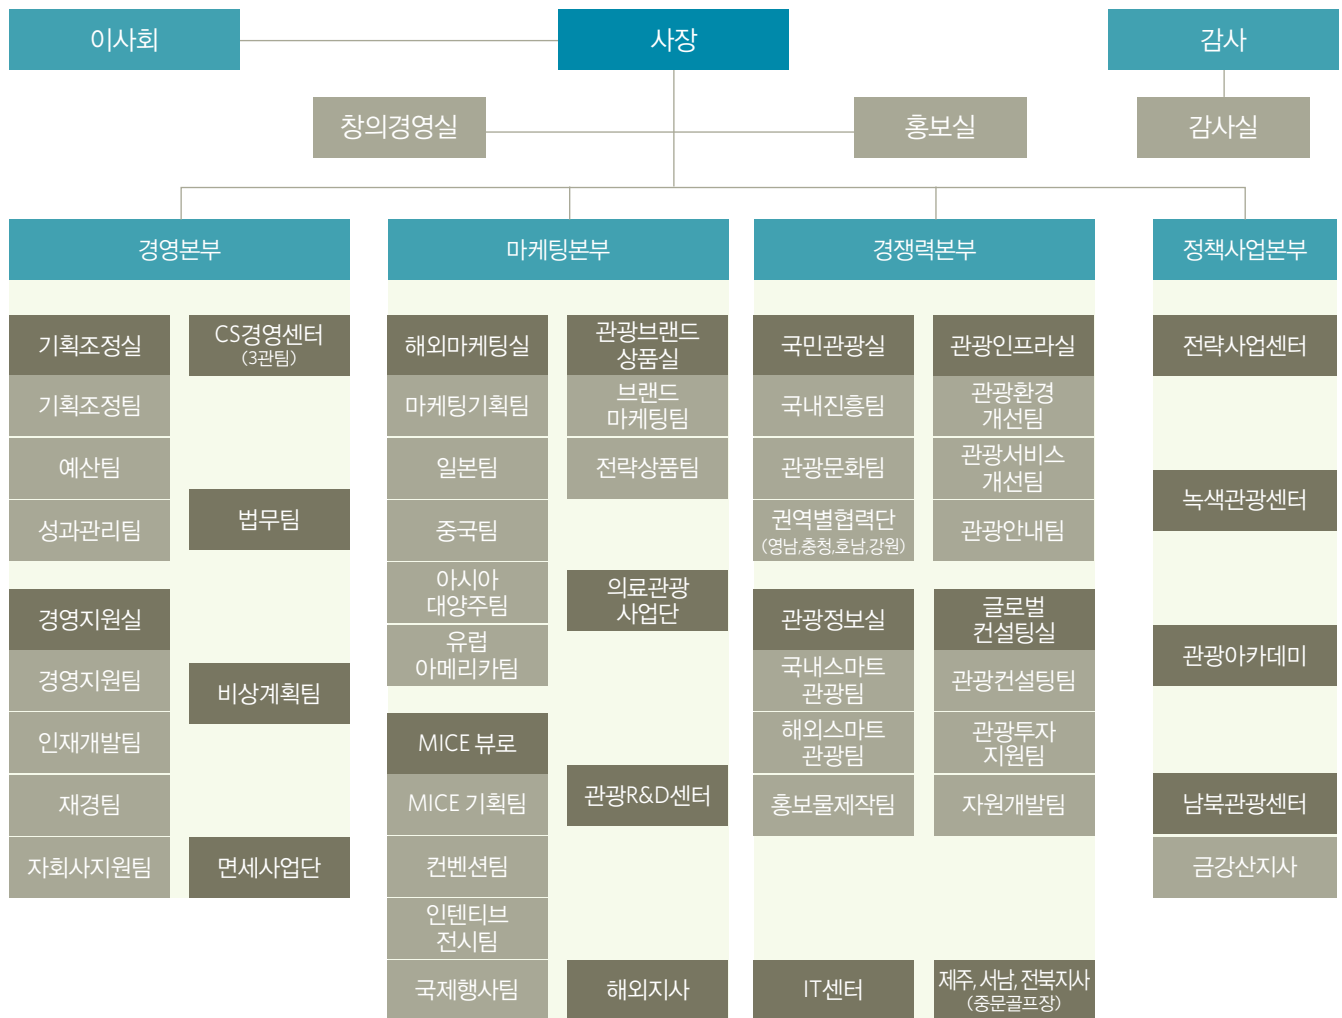 이사회
사장
감사
창의경영실
홍보실
감사실
경영본부
마케팅본부
경쟁력본부
정책사업본부
기획조정실
기획조정팀
예산팀
성과관리팀
경영지원실
경영지원팀
인재개발팀
재경팀
자회사지원팀
CS경영센터
(3관팀)
법무팀
비상계획팀
면세사업단
해외마케팅실
마케팅기획팀
일본팀
중국팀
아시아
대양주팀
유럽
아메리카팀
MICE 뷰로
MICE 기획팀
컨벤션팀
인텐티브
전시팀
국제행사팀
관광브랜드
상품실
브랜드
마케팅팀
전략상품팀
의료관광
사업단
관광R&D센터
해외지사
국민관광실
국내진흥팀
관광문화팀
권역별협력단
(영남,충청,호남,강원)
관광정보실
국내스마트
관광팀
해외스마트
관광팀
홍보물제작팀
IT센터
관광인프라실
관광환경
개선팀
관광서비스
개선팀
관광안내팀
글로벌
컨설팅실
관광컨설팅팀
관광투자
지원팀
자원개발팀
제주, 서남, 전북지사
(중문골프장)
전략사업센터
녹색관광센터
관광아카데미
남북관광센터
금강산지사